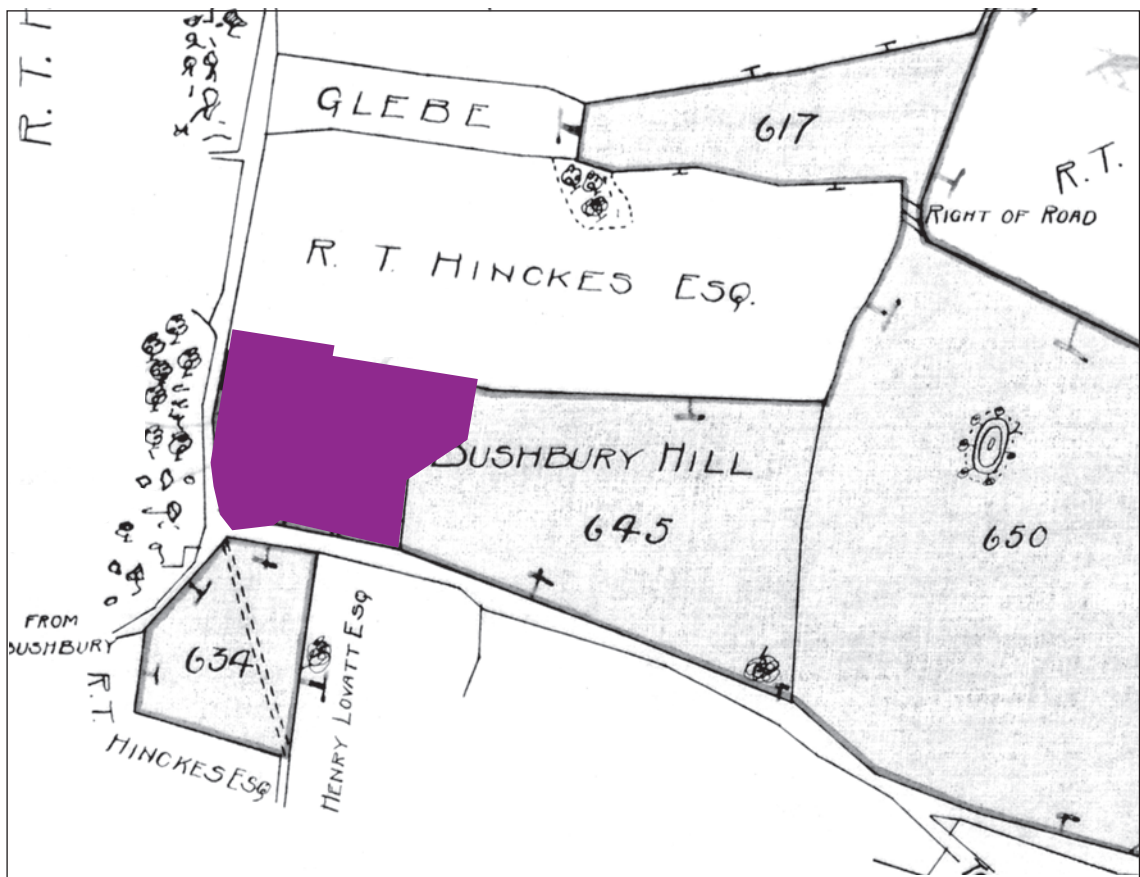 R. T.
GLEBE
617
R. T.
RIGHT OF ROAD
R. T. HINCKES ESQ.
BUSHBURY HILL
645
650
FROM
BUSHBURY
634
R.T.
HINCKES ESQ
HENRY LOVATT ESQ